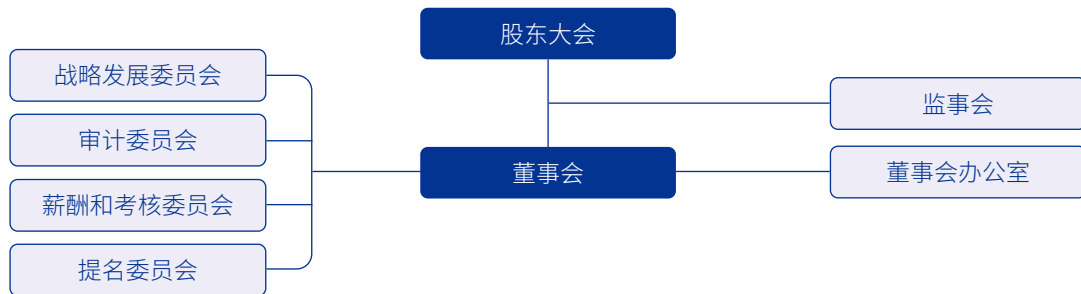 股东大会
战略发展委员会
审计委员会
薪酬和考核委员会
提名委员会
董事会
监事会
董事会办公室